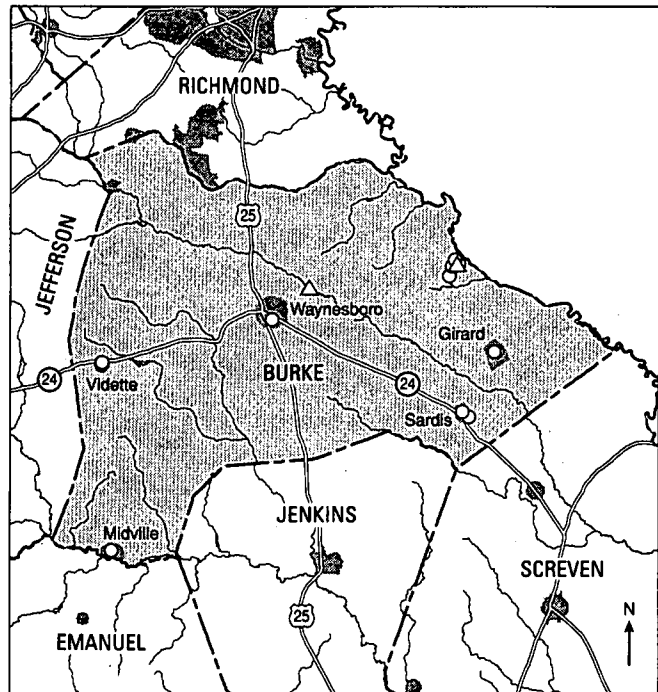 RICHMOND
25
JEFFERSON
Waynesboro
Girard
24
Vidette
BURKE
24
Sardis
JENKINS
Midville
SCREVEN
N
25
EMANUEL